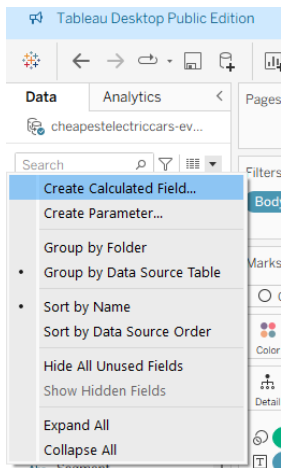 Tableau Desktop Public Edition
Data
Analytics
Pages
cheapestelectriccars-ev...
Search
Filters
Create Calculated Field...
Create Parameter...
Body
Group by Folder
Group by Data Source Table
Marks
Sort by Name
Sort by Data Source Order
Color
Hide All Unused Fields
Show Hidden Fields
Detail
Expand All
Collapse All